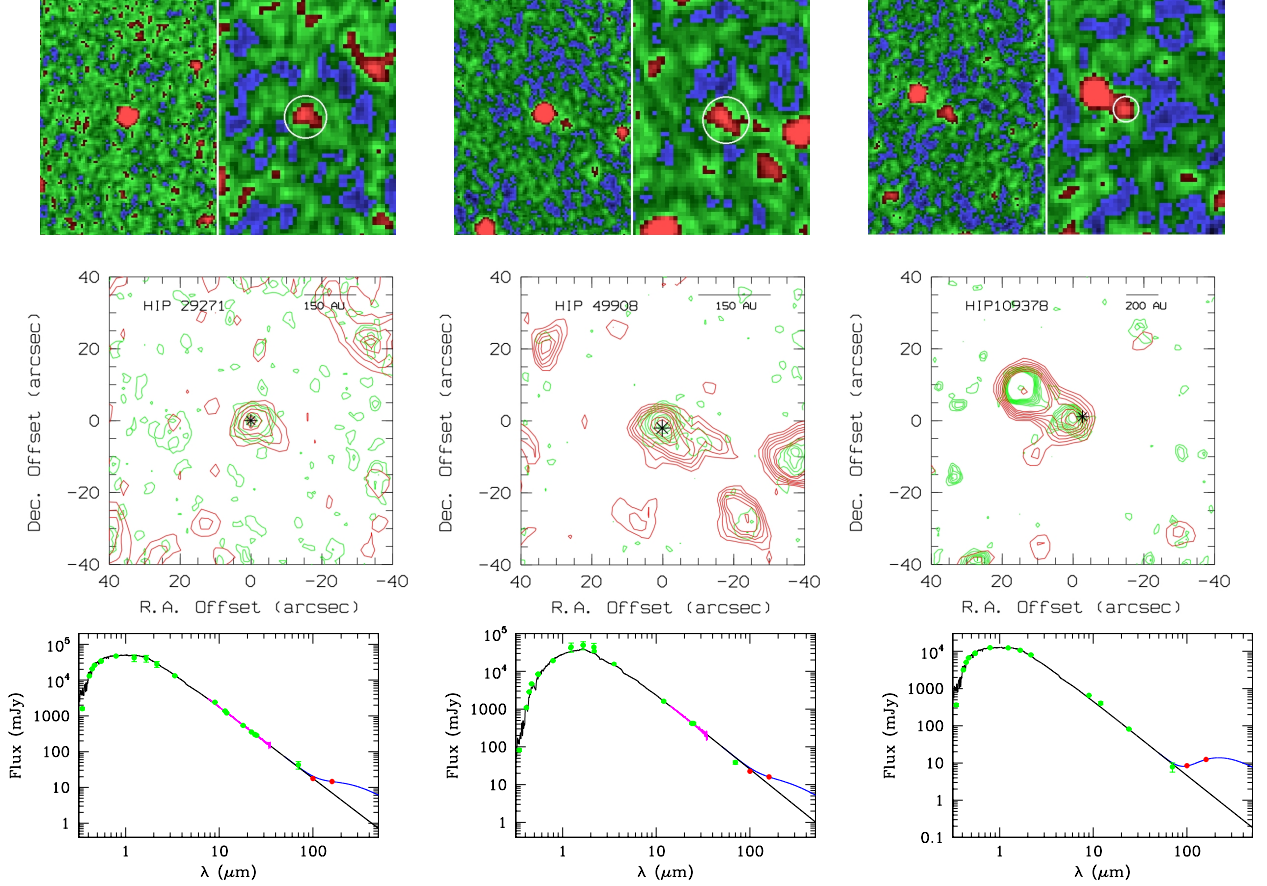 HIP 29271
150 AU
40
20
0
−20
−40
Dec. Offset (arcsec)
40 20 0 −20 −40
R.A. Offset (arcsec)
HIP 49908
150 AU
40
20
0
−20
−40
Dec. Offset (arcsec)
40 20 0 −20 −40
R.A. Offset (arcsec)
HIP109378
200 AU
40
20
0
−20
−40
Dec. Offset (arcsec)
40 20 0 −20 −40
R.A. Offset (arcsec)
10⁵
10⁴
1000
100
10
1
Flux (mJy)
1 10 100
λ (μm)
10⁵
10⁴
1000
100
10
1
Flux (mJy)
1 10 100
λ (μm)
10⁴
1000
100
10
1
0.1
Flux (mJy)
1 10 100
λ (μm)